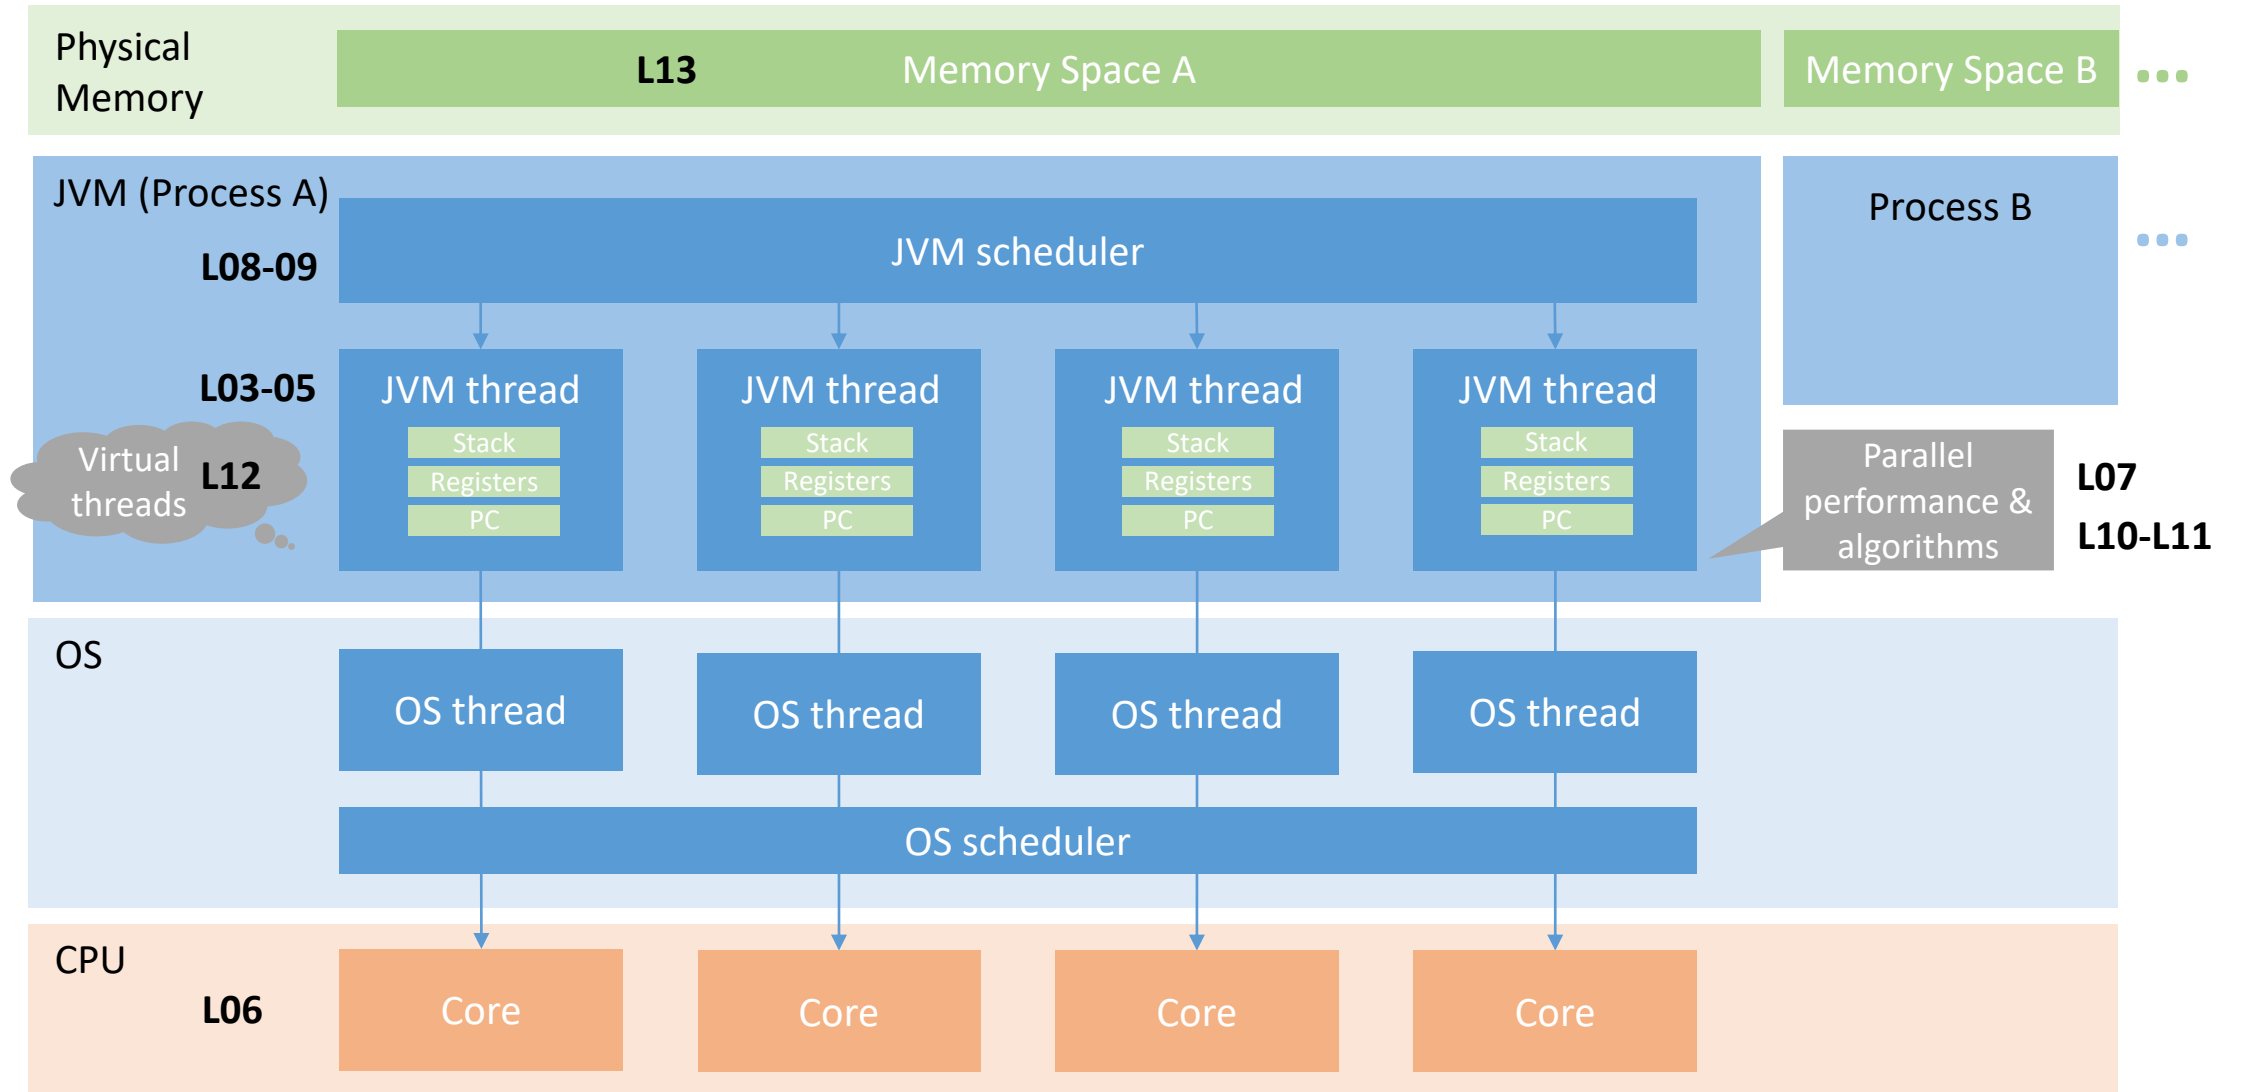 Physical
Memory
L13
Memory Space A
Memory Space B
...
JVM (Process A)
JVM scheduler
L08-09
Process B
...
L03-05
JVM thread
Stack
Registers
PC
JVM thread
Stack
Registers
PC
JVM thread
Stack
Registers
PC
JVM thread
Stack
Registers
PC
Virtual
threads
L12
Parallel
performance &
algorithms
L07
L10-L11
OS
OS thread
OS thread
OS thread
OS thread
OS scheduler
CPU
L06
Core
Core
Core
Core